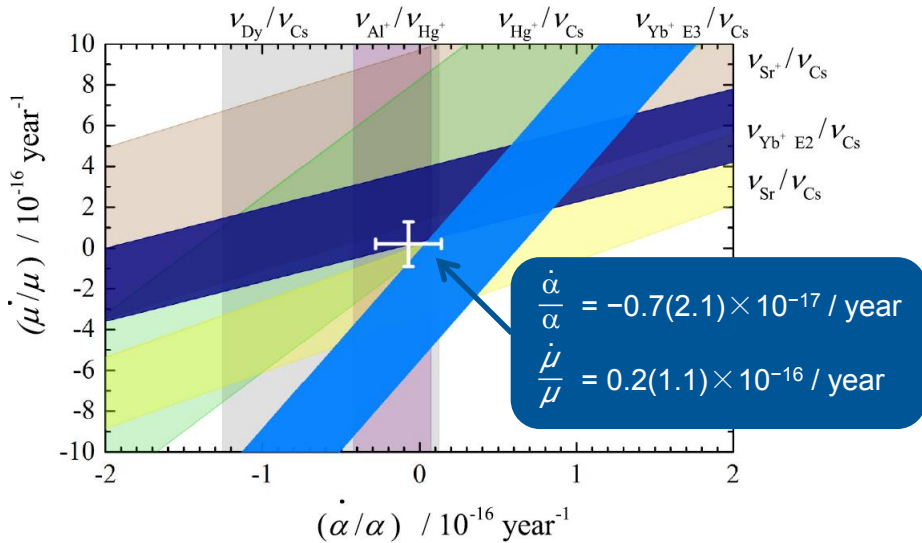 ν_Dy/ν_Cs ν_Al⁺/ν_Hg⁺ ν_Hg⁺/ν_Cs ν_Yb⁺ E3/ν_Cs
ν_Sr⁺/ν_Cs
ν_Yb⁺ E2/ν_Cs
ν_Sr/ν_Cs
10
8
6
4
2
0
-2
-4
-6
-8
-10
(μ̇/μ) / 10⁻¹⁶ year⁻¹
α̇/α = −0.7(2.1)×10⁻¹⁷ / year
μ̇/μ = 0.2(1.1)×10⁻¹⁶ / year
-2 -1 0 1 2
(α̇/α) / 10⁻¹⁶ year⁻¹